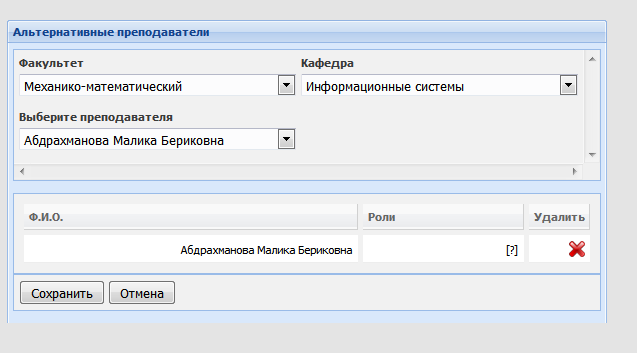 Альтернативные преподаватели
Факультет Кафедра
Механико-математический Информационные системы
Выберите преподавателя
Абдрахманова Малика Бериковна
Ф.И.О. Роли Удалить
Абдрахманова Малика Бериковна [?]
Сохранить Отмена